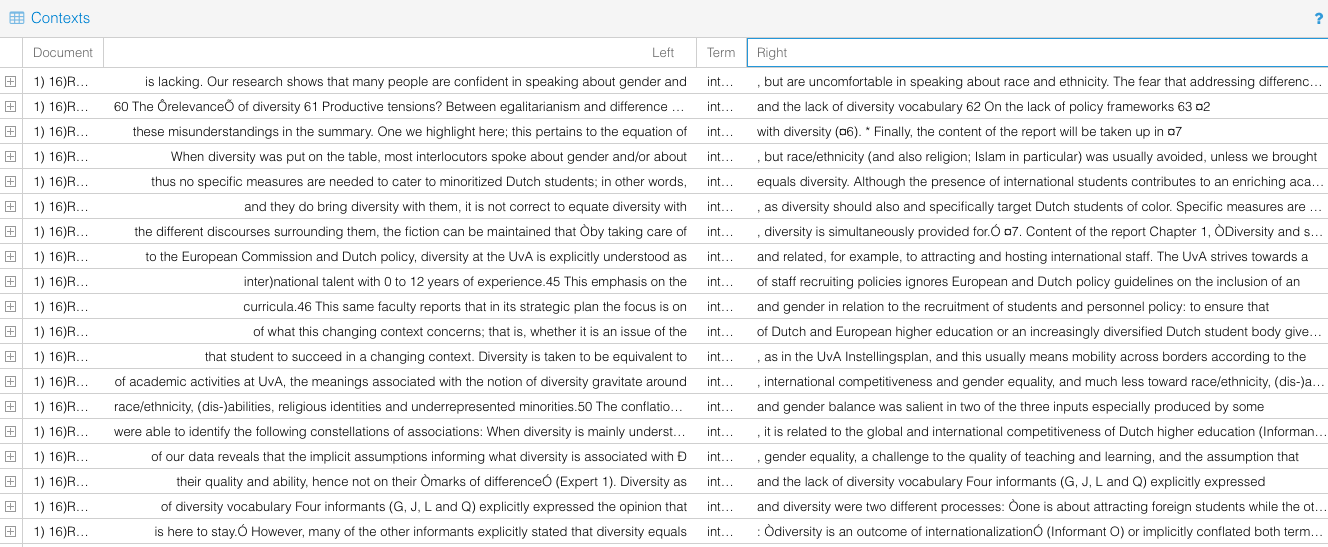 Contexts ?
Document Left Term Right
1) 16)R… is lacking. Our research shows that many people are confident in speaking about gender and int… , but are uncomfortable in speaking about race and ethnicity. The fear that addressing differenc…
1) 16)R… 60 The ÔrelevanceÕ of diversity 61 Productive tensions? Between egalitarianism and difference … int… and the lack of diversity vocabulary 62 On the lack of policy frameworks 63 ¤2
1) 16)R… these misunderstandings in the summary. One we highlight here; this pertains to the equation of int… with diversity (¤6). * Finally, the content of the report will be taken up in ¤7
1) 16)R… When diversity was put on the table, most interlocutors spoke about gender and/or about int… , but race/ethnicity (and also religion; Islam in particular) was usually avoided, unless we brought
1) 16)R… thus no specific measures are needed to cater to minoritized Dutch students; in other words, int… equals diversity. Although the presence of international students contributes to an enriching aca…
1) 16)R… and they do bring diversity with them, it is not correct to equate diversity with int… , as diversity should also and specifically target Dutch students of color. Specific measures are …
1) 16)R… the different discourses surrounding them, the fiction can be maintained that Òby taking care of int… , diversity is simultaneously provided for.Ó ¤7. Content of the report Chapter 1, ÒDiversity and s…
1) 16)R… to the European Commission and Dutch policy, diversity at the UvA is explicitly understood as int… and related, for example, to attracting and hosting international staff. The UvA strives towards a
1) 16)R… inter)national talent with 0 to 12 years of experience.45 This emphasis on the int… of staff recruiting policies ignores European and Dutch policy guidelines on the inclusion of an
1) 16)R… curricula.46 This same faculty reports that in its strategic plan the focus is on int… and gender in relation to the recruitment of students and personnel policy: to ensure that
1) 16)R… of what this changing context concerns; that is, whether it is an issue of the int… of Dutch and European higher education or an increasingly diversified Dutch student body give…
1) 16)R… that student to succeed in a changing context. Diversity is taken to be equivalent to int… , as in the UvA Instellingsplan, and this usually means mobility across borders according to the
1) 16)R… of academic activities at UvA, the meanings associated with the notion of diversity gravitate around int… , international competitiveness and gender equality, and much less toward race/ethnicity, (dis-)a…
1) 16)R… race/ethnicity, (dis-)abilities, religious identities and underrepresented minorities.50 The conflatio… int… and gender balance was salient in two of the three inputs especially produced by some
1) 16)R… were able to identify the following constellations of associations: When diversity is mainly underst… int… , it is related to the global and international competitiveness of Dutch higher education (Informan…
1) 16)R… of our data reveals that the implicit assumptions informing what diversity is associated with Ð int… , gender equality, a challenge to the quality of teaching and learning, and the assumption that
1) 16)R… their quality and ability, hence not on their Òmarks of differenceÓ (Expert 1). Diversity as int… and the lack of diversity vocabulary Four informants (G, J, L and Q) explicitly expressed
1) 16)R… of diversity vocabulary Four informants (G, J, L and Q) explicitly expressed the opinion that int… and diversity were two different processes: Òone is about attracting foreign students while the ot…
1) 16)R… is here to stay.Ó However, many of the other informants explicitly stated that diversity equals int… : Òdiversity is an outcome of internationalizationÓ (Informant O) or implicitly conflated both term…